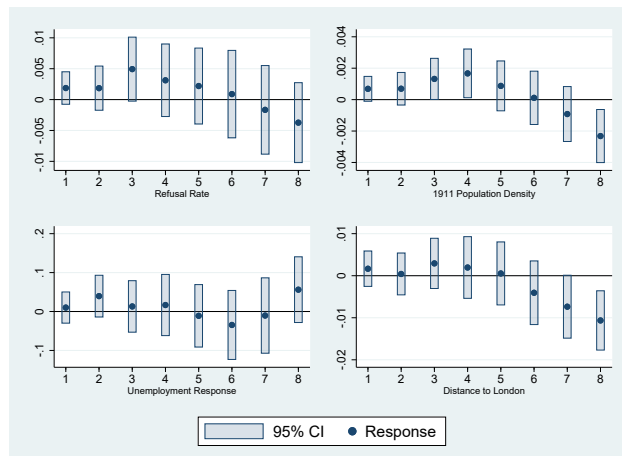 .01
.005
0
-.005
-.01
1 2 3 4 5 6 7 8
Refusal Rate
.004
.002
0
-.002
-.004
1 2 3 4 5 6 7 8
1911 Population Density
.2
.1
0
-.1
1 2 3 4 5 6 7 8
Unemployment Response
.01
0
-.01
-.02
1 2 3 4 5 6 7 8
Distance to London
95% CI Response